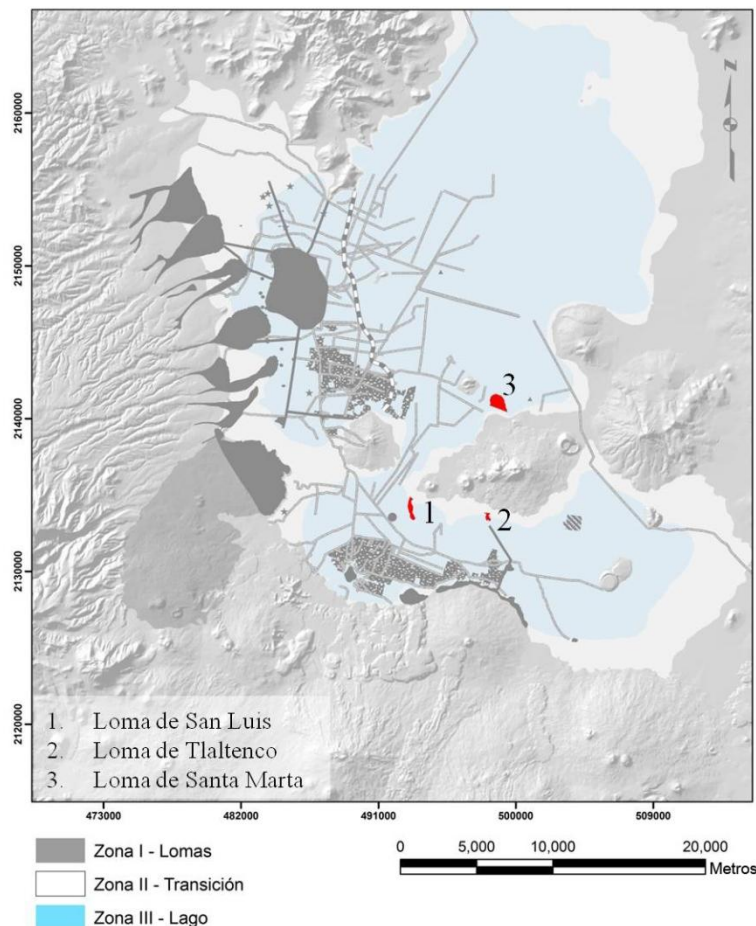 2160000
2150000
2140000
2130000
2120000
N
3
1
2
1. Loma de San Luis
2. Loma de Tlaltenco
3. Loma de Santa Marta
473000 482000 491000 500000 509000
Zona I - Lomas
Zona II - Transición
Zona III - Lago
0 5,000 10,000 20,000
Metros